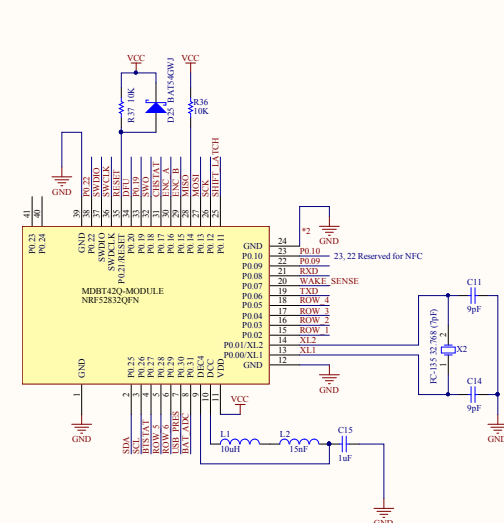 VCC
VCC
R37 10K
D25 BAT54GWJ
R36
10K
GND
P0.22
SWDIO
SWCLK
RESET
DFU
P0.19
SWO
CHSTAT
ENC_A
ENC_B
MISO
MOSI
SCK
SHIFT_LATCH
41
40
39
38
37
36
35
34
33
32
31
30
29
28
27
26
25
P0.23
P0.24
GND
P0.22
SWDIO
SWDCLK
P0.21/RESET
P0.20
P0.19
P0.18
P0.17
P0.16
P0.15
P0.14
P0.13
P0.12
P0.11
MDBT42Q-MODULE
NRF52832QFN
GND 24 *2
GND
P0.10 23 P0.10 23, 22 Reserved for NFC
P0.09 22 P0.09
P0.08 21 RXD
P0.07 20 WAKE_SENSE
P0.06 19 TXD
P0.05 18 ROW_4
P0.04 17 ROW_3
P0.03 16 ROW_2
P0.02 15 ROW_1
P0.01/XL2 14 XL2
P0.00/XL1 13 XL1
GND 12
GND
C11
9pF
FC-135 32.768 (7pf)
2
1
X2
C14
9pF
GND
GND
P0.25
P0.26
P0.27
P0.28
P0.29
P0.30
P0.31
DEC4
DCC
VDD
1
2
3
4
5
6
7
8
9
10
11
GND
SDA
SCL
BTSTAT
ROW_5
ROW_6
USB_PRES
BAT_ADC
VCC
L1
10uH
L2
15nF
C15
1uF
GND